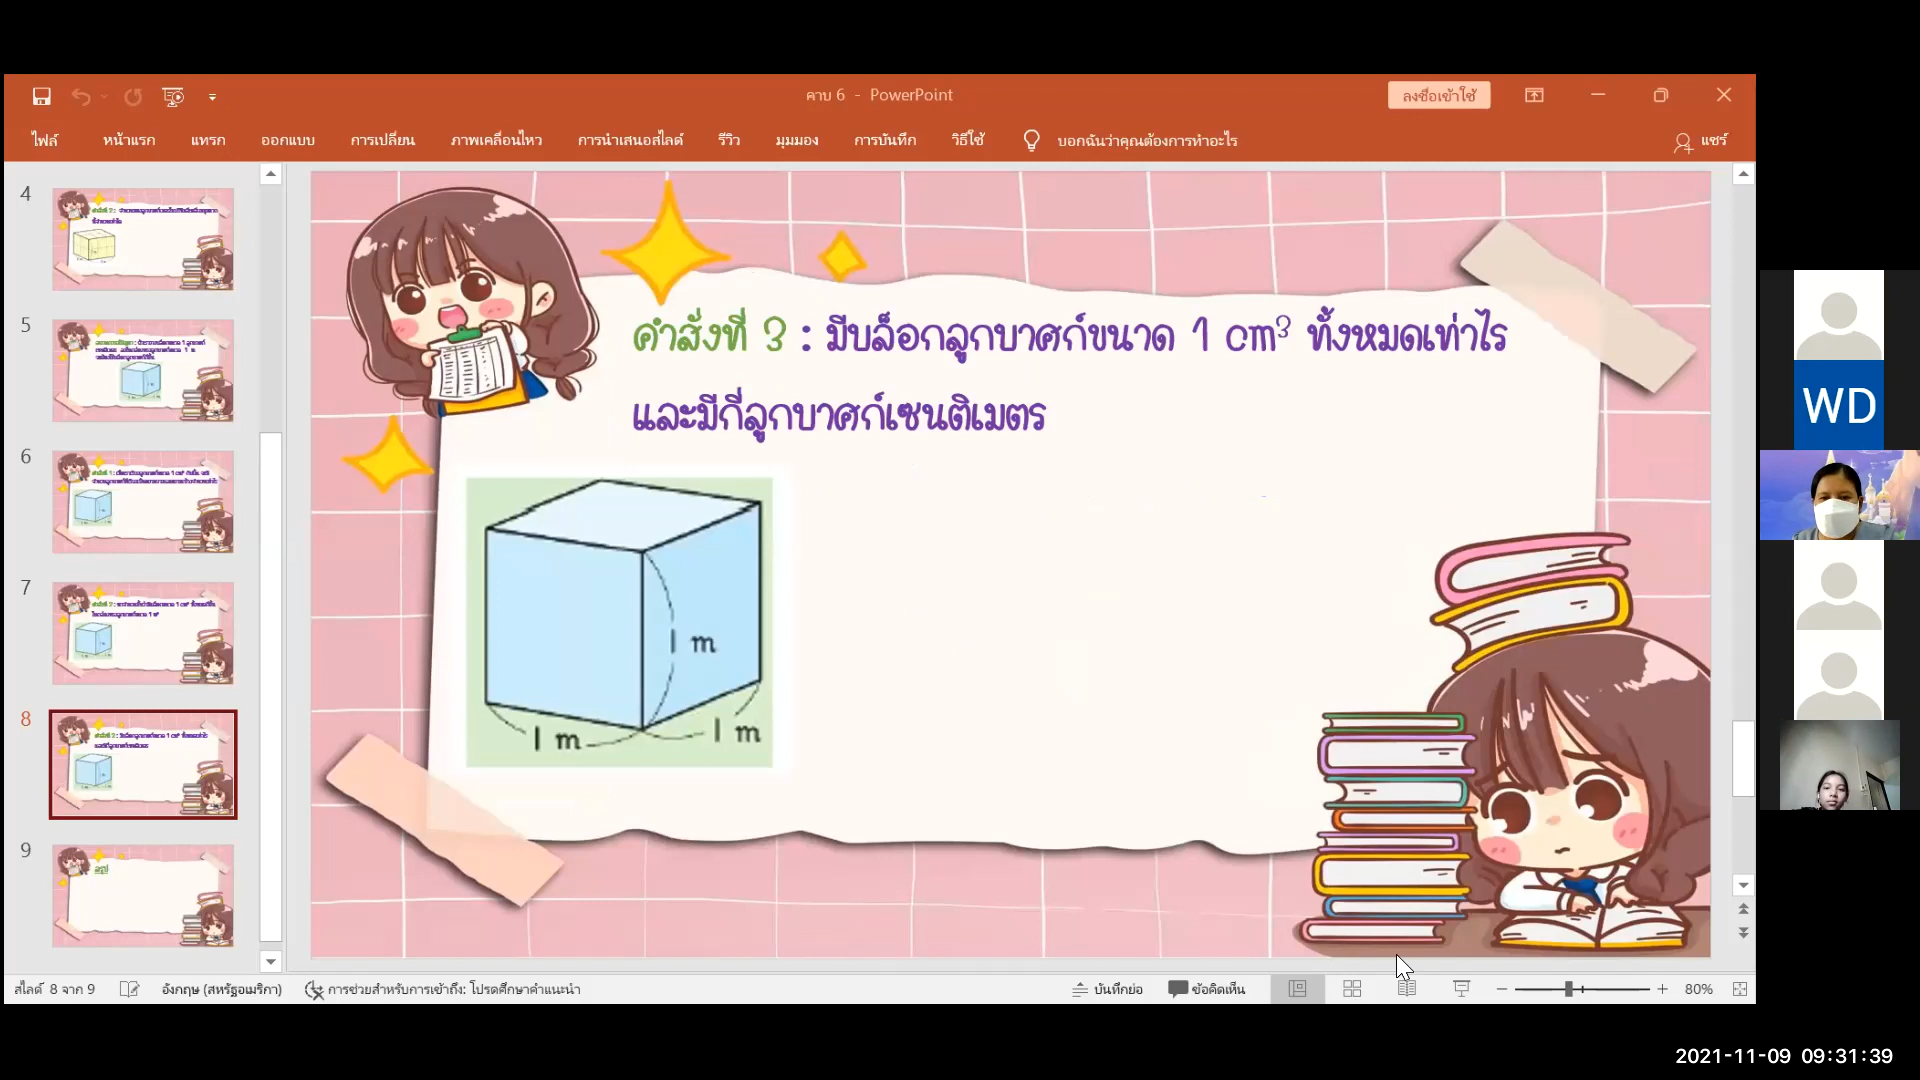 คาบ 6 - PowerPoint
ลงชื่อเข้าใช้
ไฟล์ หน้าแรก แทรก ออกแบบ การเปลี่ยน ภาพเคลื่อนไหว การนำเสนอสไลด์ รีวิว มุมมอง การบันทึก วิธีใช้ บอกฉันว่าคุณต้องการทำอะไร แชร์
4
5
6
7
8
9
สรุป
คำสั่งที่ 3 : มีบล็อกลูกบาศก์ขนาด 1 cm³ ทั้งหมดเท่าไร
และมีกี่ลูกบาศก์เซนติเมตร
1 m
1 m
1 m
WD
สไลด์ 8 จาก 9 อังกฤษ (สหรัฐอเมริกา) การช่วยสำหรับการเข้าถึง: โปรดศึกษาคำแนะนำ บันทึกย่อ ข้อคิดเห็น 80%
2021-11-09 09:31:39